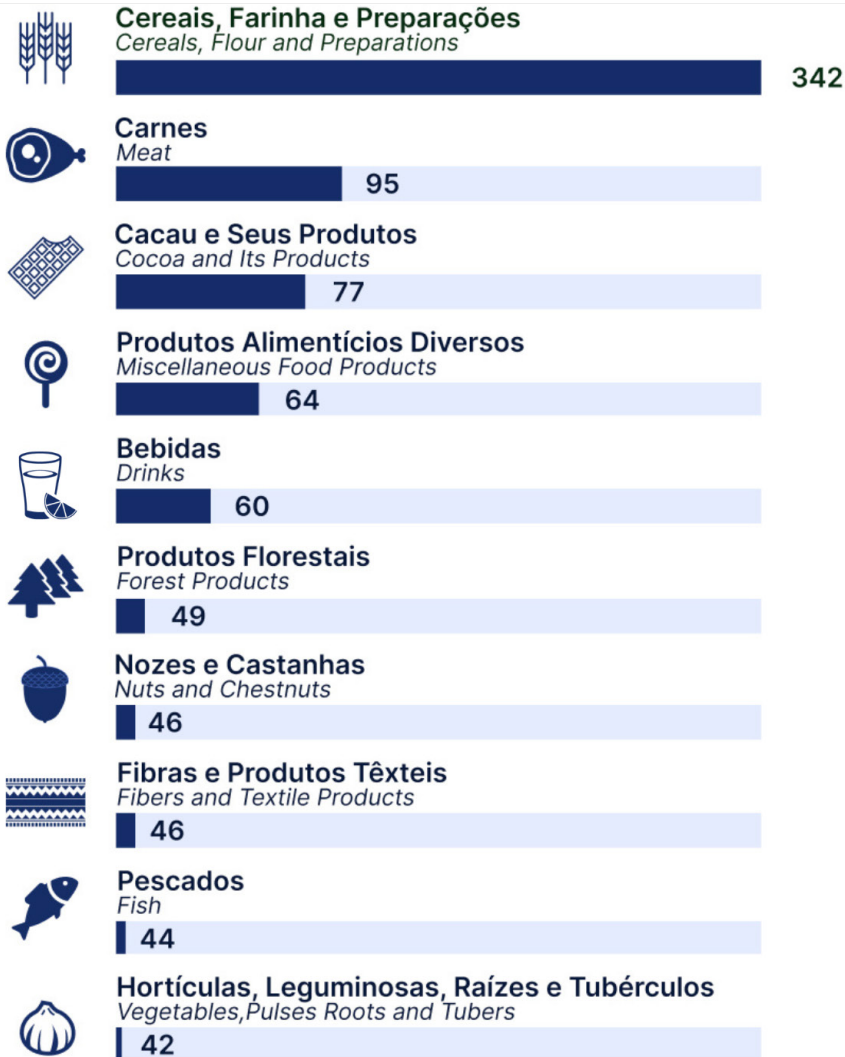 Cereais, Farinha e Preparações
Cereals, Flour and Preparations
342
Carnes
Meat
95
Cacau e Seus Produtos
Cocoa and Its Products
77
Produtos Alimentícios Diversos
Miscellaneous Food Products
64
Bebidas
Drinks
60
Produtos Florestais
Forest Products
49
Nozes e Castanhas
Nuts and Chestnuts
46
Fibras e Produtos Têxteis
Fibers and Textile Products
46
Pescados
Fish
44
Hortículas, Leguminosas, Raízes e Tubérculos
Vegetables,Pulses Roots and Tubers
42